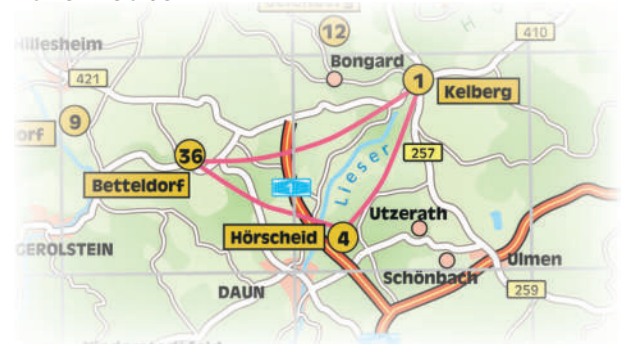 12
410
Hillesheim
Bongard
1
421
Kelberg
9
orf
36
257
Betteldorf
1
Lieser
Utzerath
Hörscheid
4
GEROLSTEIN
Ulmen
Schönbach
DAUN
259